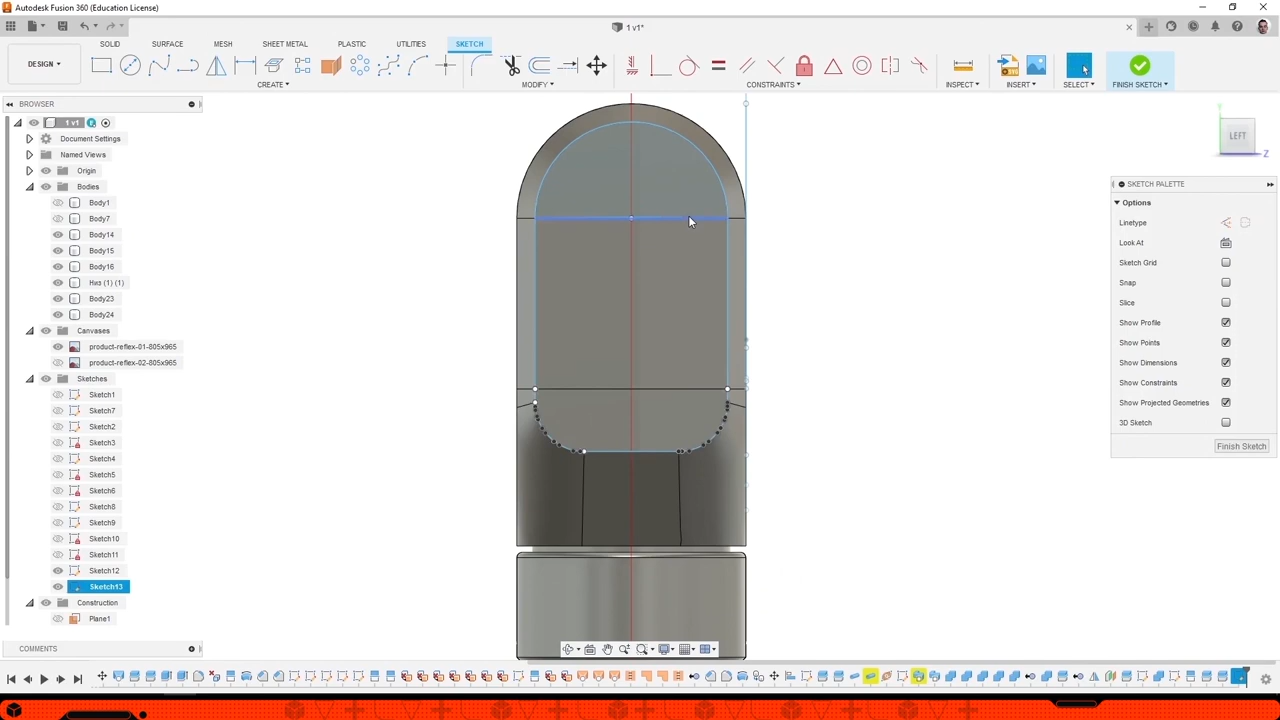 Autodesk Fusion 360 (Education License)
1 v1*
DESIGN
SOLID
SURFACE
MESH
SHEET METAL
PLASTIC
UTILITIES
SKETCH
CREATE
MODIFY
CONSTRAINTS
INSPECT
INSERT
SELECT
FINISH SKETCH
BROWSER
1 v1
Document Settings
Named Views
Origin
Bodies
Body1
Body7
Body14
Body15
Body16
Низ (1) (1)
Body23
Body24
Canvases
product-reflex-01-805x965
product-reflex-02-805x965
Sketches
Sketch1
Sketch7
Sketch2
Sketch3
Sketch4
Sketch5
Sketch6
Sketch8
Sketch9
Sketch10
Sketch11
Sketch12
Sketch13
Construction
Plane1
COMMENTS
LEFT
Y
Z
SKETCH PALETTE
Options
Linetype
Look At
Sketch Grid
Snap
Slice
Show Profile
Show Points
Show Dimensions
Show Constraints
Show Projected Geometries
3D Sketch
Finish Sketch